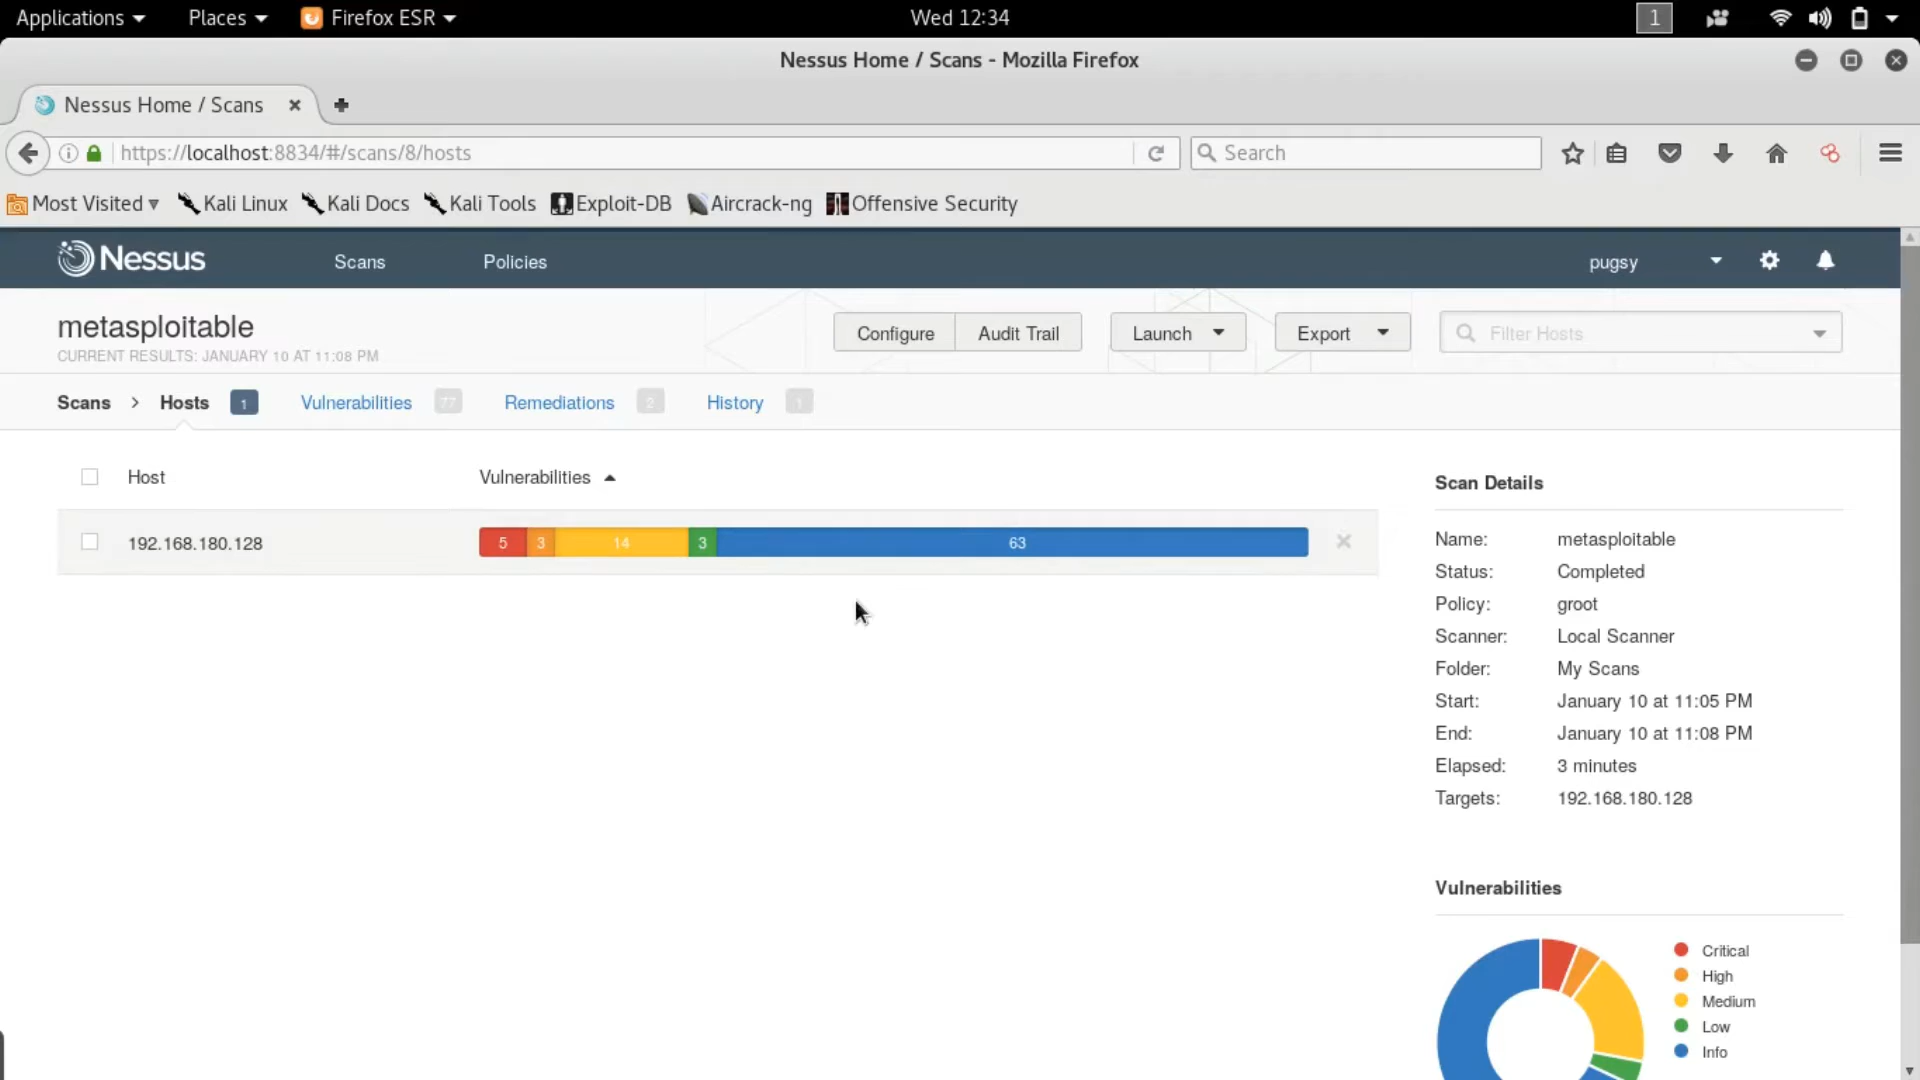 Applications Places Firefox ESR Wed 12:34 1
Nessus Home / Scans - Mozilla Firefox
Nessus Home / Scans
https://localhost:8834/#/scans/8/hosts Search
Most Visited Kali Linux Kali Docs Kali Tools Exploit-DB Aircrack-ng Offensive Security
Nessus Scans Policies pugsy
metasploitable Configure Audit Trail Launch Export Filter Hosts
CURRENT RESULTS: JANUARY 10 AT 11:08 PM
Scans > Hosts 1 Vulnerabilities 77 Remediations 2 History 1
Host Vulnerabilities
192.168.180.128 5 3 14 3 63
Scan Details
Name: metasploitable
Status: Completed
Policy: groot
Scanner: Local Scanner
Folder: My Scans
Start: January 10 at 11:05 PM
End: January 10 at 11:08 PM
Elapsed: 3 minutes
Targets: 192.168.180.128
Vulnerabilities
Critical
High
Medium
Low
Info